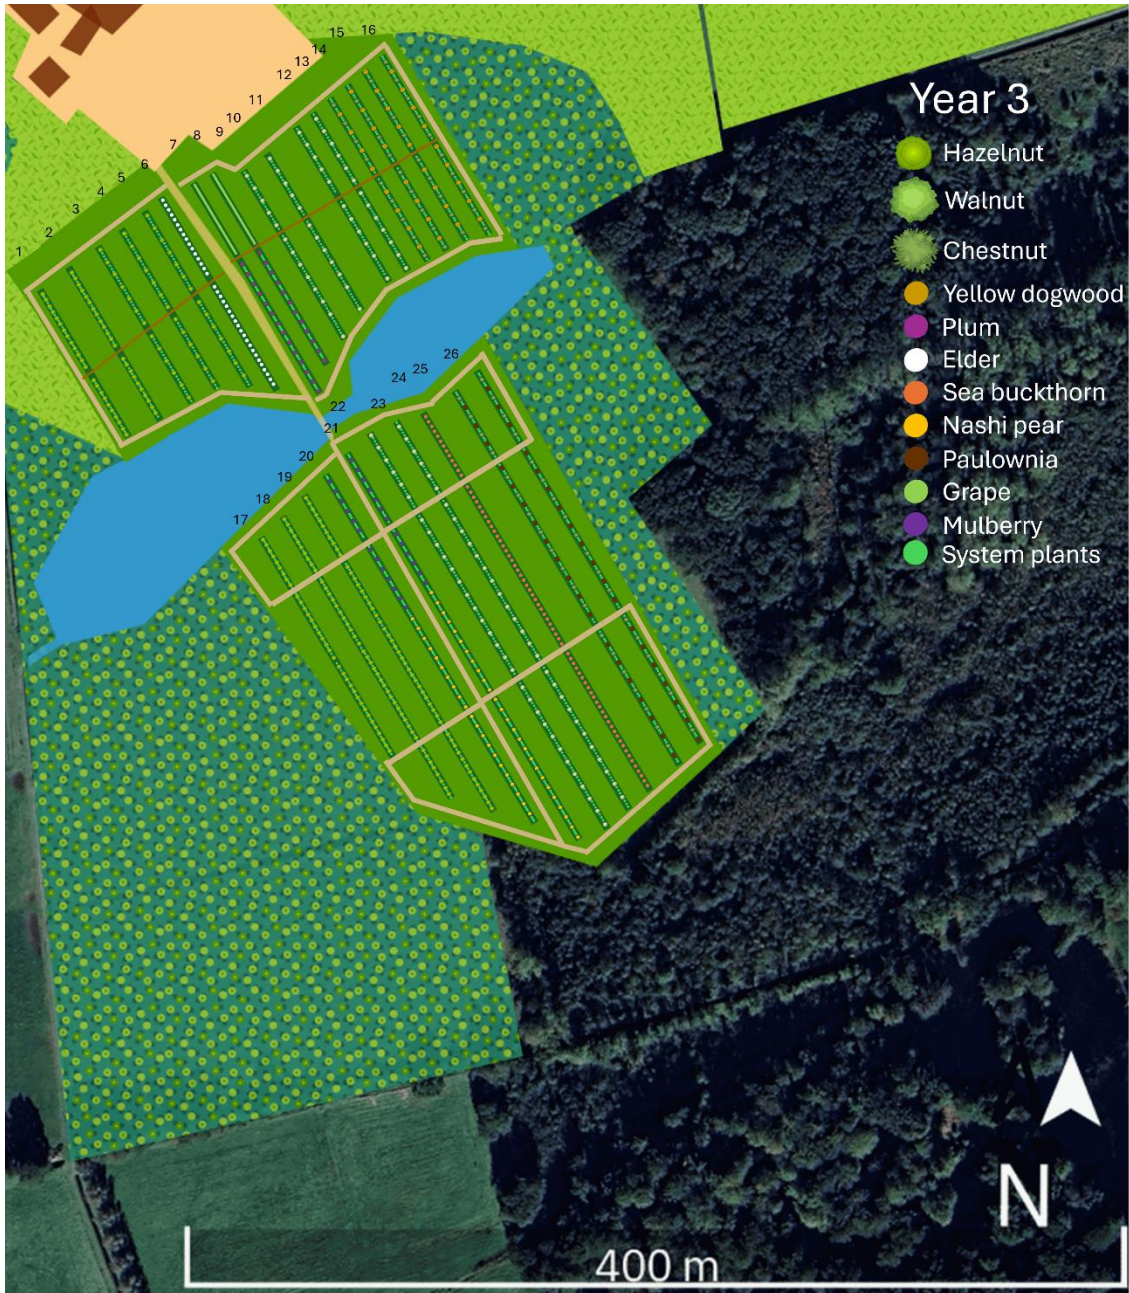 16
15
14
13
12
11
10
9
8
7
6
5
4
3
2
1
Year 3
Hazelnut
Walnut
Chestnut
Yellow dogwood
Plum
Elder
Sea buckthorn
Nashi pear
Paulownia
Grape
Mulberry
System plants
26
25
24
23
22
21
20
19
18
17
N
400 m